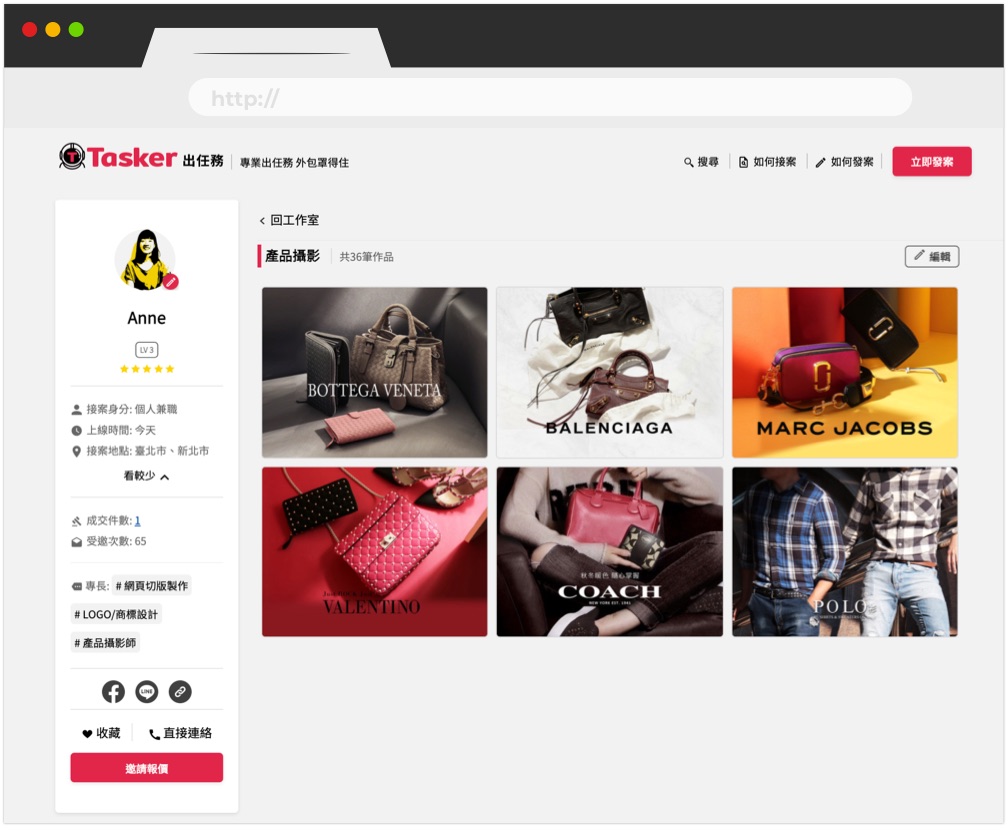 http://
Tasker 出任務 專業出任務 外包罩得住
搜尋 如何接案 如何發案 立即發案
回工作室
產品攝影 共36筆作品 編輯
Anne
LV 3
接案身分: 個人兼職
上線時間: 今天
接案地點: 臺北市、新北市
看較少
成交件數: 1
受邀次數: 65
專長: # 網頁切版製作
# LOGO/商標設計
# 產品攝影師
LINE
收藏 直接連絡
邀請報價
BOTTEGA VENETA
BALENCIAGA
MARC JACOBS
VALENTINO
秋冬暖色 隨心掌握
COACH
NEW YORK EST. 1941
POLO